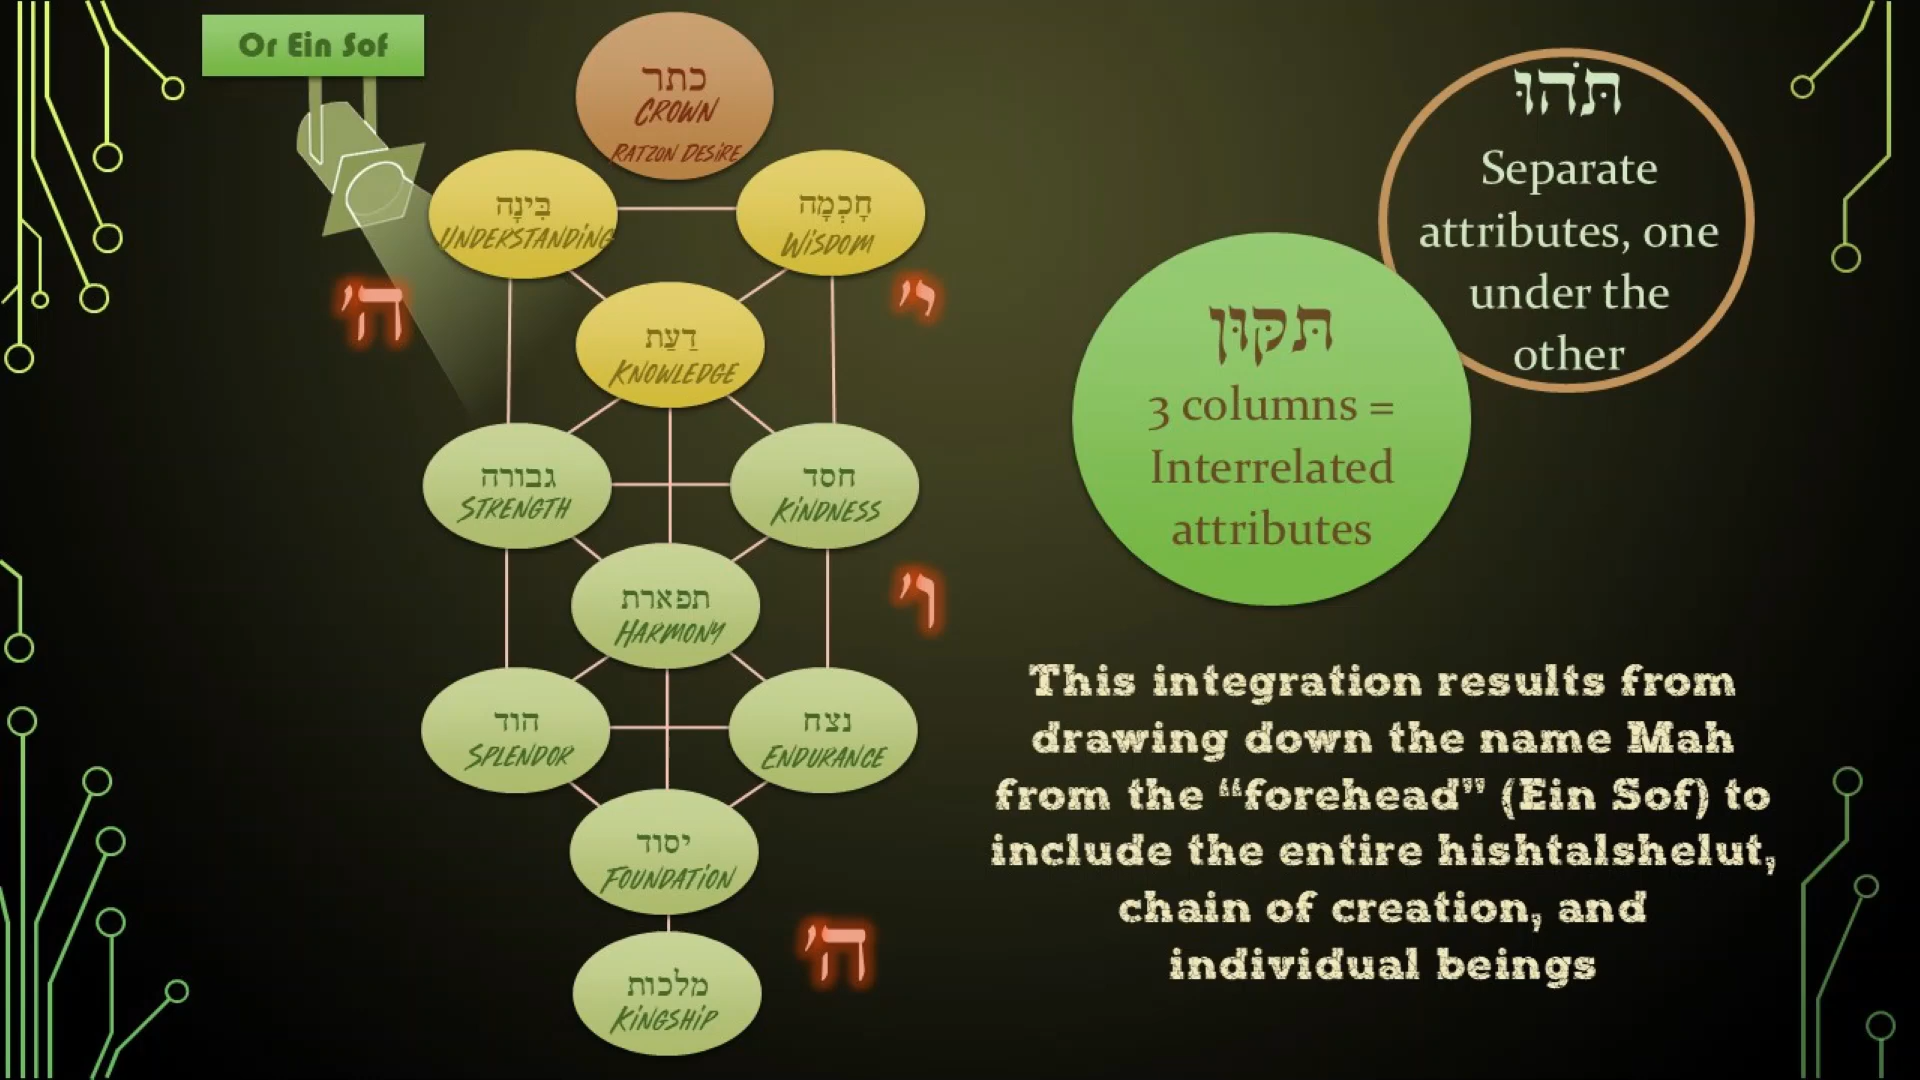 Or Ein Sof
כתר
CROWN
RATZON DESIRE
בִּינָה
UNDERSTANDING
חָכְמָה
WISDOM
דַעַת
KNOWLEDGE
ה'
י'
גבורה
STRENGTH
חסד
KINDNESS
תפארת
HARMONY
ו'
הוד
SPLENDOR
נצח
ENDURANCE
יסוד
FOUNDATION
ה'
מלכות
KINGSHIP
תֹּהוּ
Separate
attributes, one
under the
other
תּקּוּן
3 columns =
Interrelated
attributes
This integration results from
drawing down the name Mah
from the “forehead” (Ein Sof) to
include the entire hishtalshelut,
chain of creation, and
individual beings